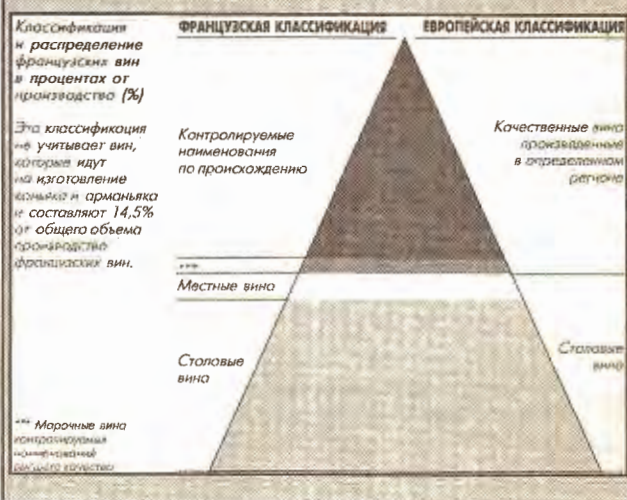 Классификация
и распределение
французских вин
в процентах от
производства (%)
Эта классификация
не учитывает вин,
которые идут
на изготовление
коньяка и арманьяка
и составляют 14,5%
от общего объема
производства
французских вин.
*** Марочные вина
контролируемых
наименований
высшего качества
ФРАНЦУЗСКАЯ КЛАССИФИКАЦИЯ
ЕВРОПЕЙСКАЯ КЛАССИФИКАЦИЯ
Контролируемые
наименования
по происхождению
Качественные вина
произведенные
в определенном
регионе
***
Местные вина
Столовые
вина
Столовые
вина